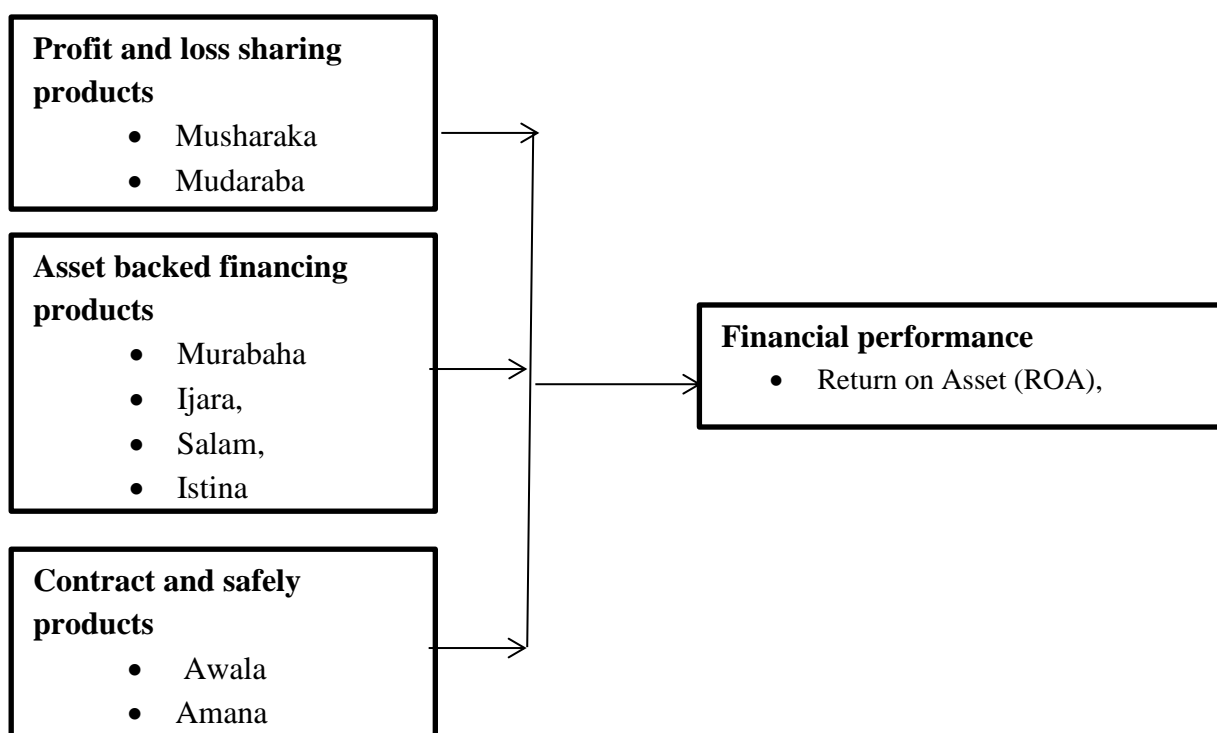 Profit and loss sharing
products
• Musharaka
• Mudaraba
Asset backed financing
products
• Murabaha
• Ijara,
• Salam,
• Istina
Contract and safely
products
• Awala
• Amana
Financial performance
• Return on Asset (ROA),